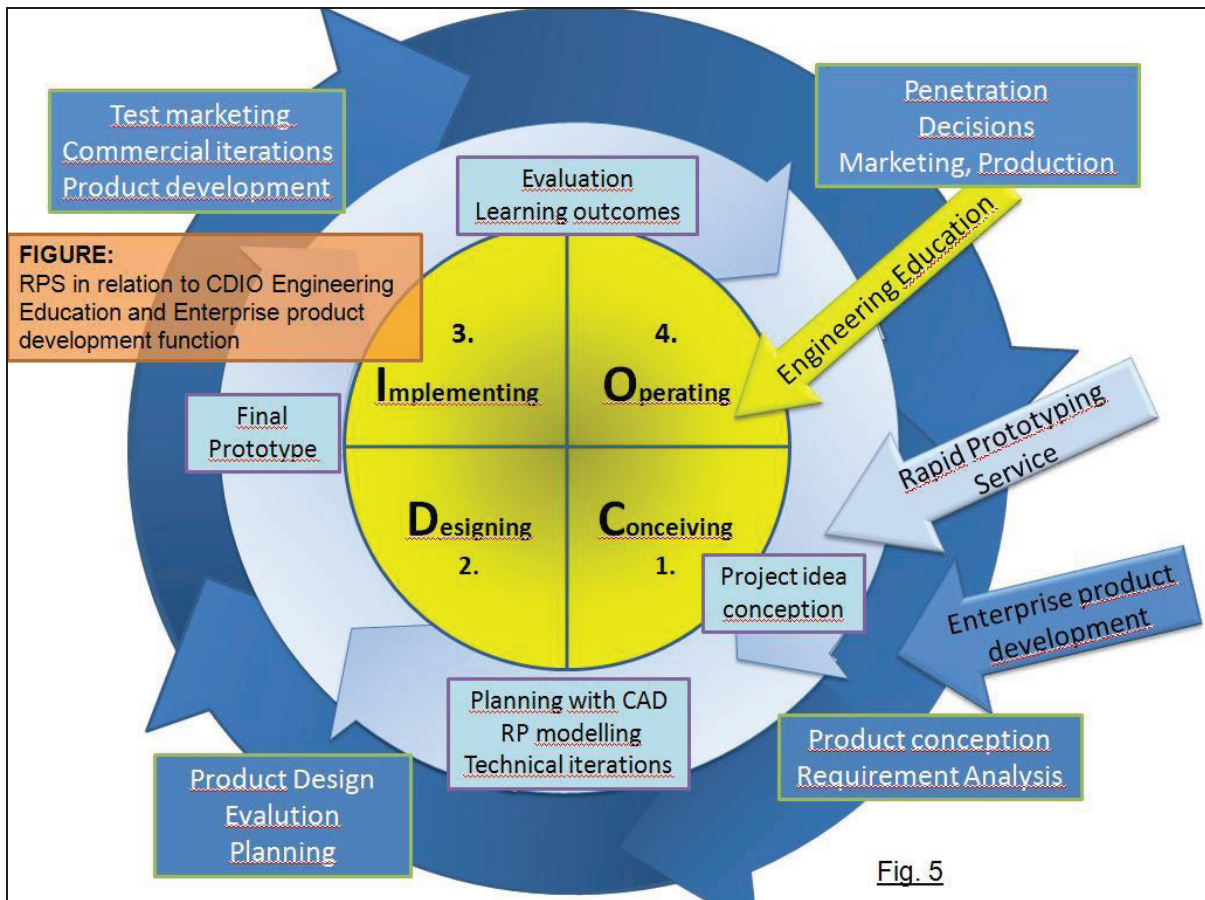 Test marketing
Commercial iterations
Product development
Penetration
Decisions
Marketing, Production
Evaluation
Learning outcomes
FIGURE:
RPS in relation to CDIO Engineering
Education and Enterprise product
development function
Engineering Education
3.
Implementing
4.
Operating
Final
Prototype
Rapid Prototyping
Service
Designing
2.
Conceiving
1.
Project idea
conception
Enterprise product
development
Planning with CAD
RP modelling
Technical iterations
Product conception
Requirement Analysis
Product Design
Evalution
Planning
Fig. 5